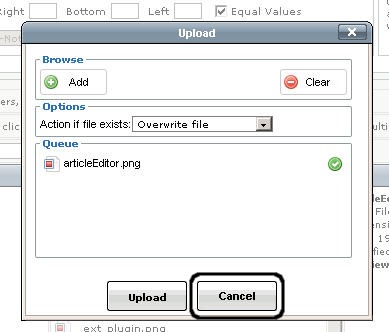 Right Bottom Left Equal Values
Upload
Browse
Add Clear
Options
Action if file exists: Overwrite file
Queue
articleEditor.png
Upload Cancel
ext_plugin.png